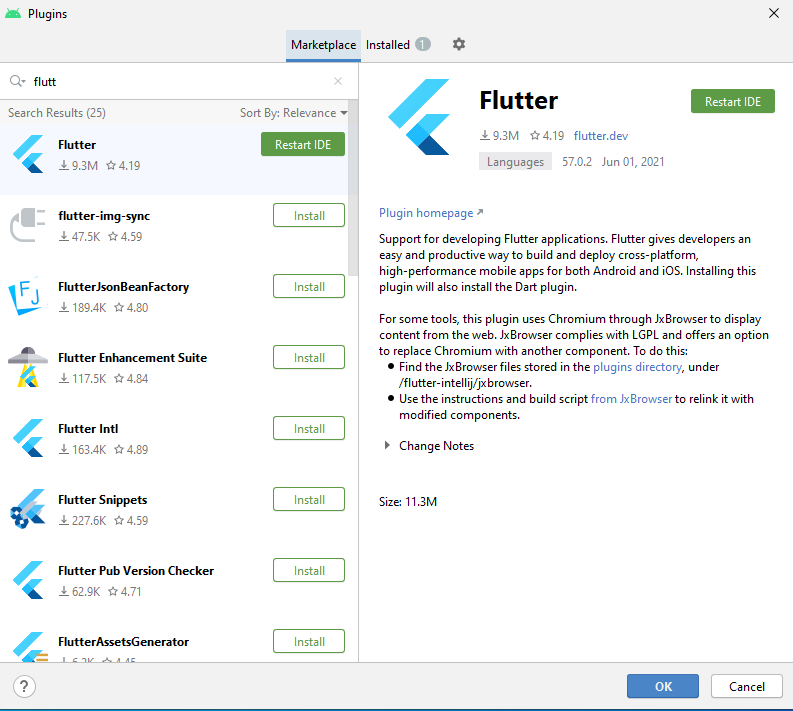 Plugins
Marketplace Installed 1
flutt
Search Results (25) Sort By: Relevance
Flutter
9.3M 4.19
Restart IDE
flutter-img-sync
47.5K 4.59
Install
FJ
FlutterJsonBeanFactory
189.4K 4.80
Install
Flutter Enhancement Suite
117.5K 4.84
Install
Flutter Intl
163.4K 4.89
Install
Flutter Snippets
227.6K 4.59
Install
Flutter Pub Version Checker
62.9K 4.71
Install
FlutterAssetsGenerator
Install
Flutter
Restart IDE
9.3M 4.19 flutter.dev
Languages 57.0.2 Jun 01, 2021
Plugin homepage
Support for developing Flutter applications. Flutter gives developers an
easy and productive way to build and deploy cross-platform,
high-performance mobile apps for both Android and iOS. Installing this
plugin will also install the Dart plugin.
For some tools, this plugin uses Chromium through JxBrowser to display
content from the web. JxBrowser complies with LGPL and offers an option
to replace Chromium with another component. To do this:
● Find the JxBrowser files stored in the plugins directory, under
/flutter-intellij/jxbrowser.
● Use the instructions and build script from JxBrowser to relink it with
modified components.
Change Notes
Size: 11.3M
?
OK Cancel